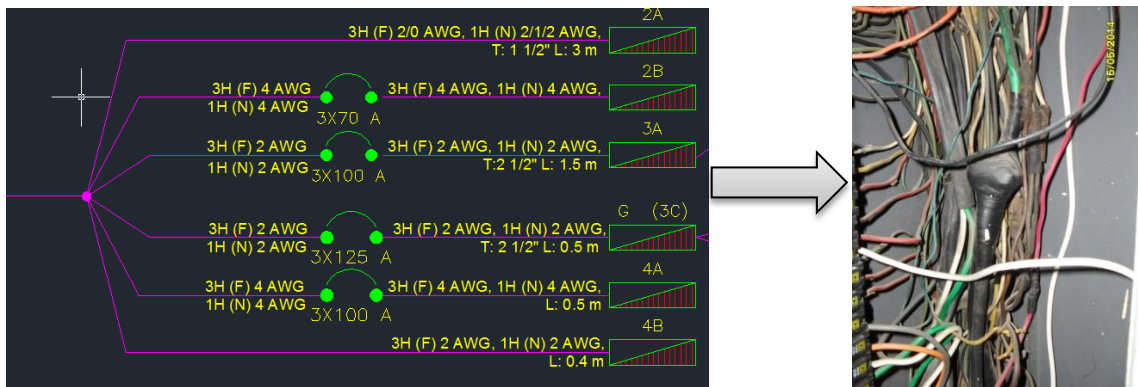 2A
3H (F) 2/0 AWG, 1H (N) 2/1/2 AWG,
T: 1 1/2" L: 3 m
2B
3H (F) 4 AWG
1H (N) 4 AWG
3X70 A
3H (F) 4 AWG, 1H (N) 4 AWG,
3A
3H (F) 2 AWG
1H (N) 2 AWG
3X100 A
3H (F) 2 AWG, 1H (N) 2 AWG,
T:2 1/2" L: 1.5 m
G (3C)
3H (F) 2 AWG
1H (N) 2 AWG
3X125 A
3H (F) 2 AWG, 1H (N) 2 AWG,
T: 2 1/2" L: 0.5 m
4A
3H (F) 4 AWG
1H (N) 4 AWG
3X100 A
3H (F) 4 AWG, 1H (N) 4 AWG,
L: 0.5 m
4B
3H (F) 2 AWG, 1H (N) 2 AWG,
L: 0.4 m
15/05/2014